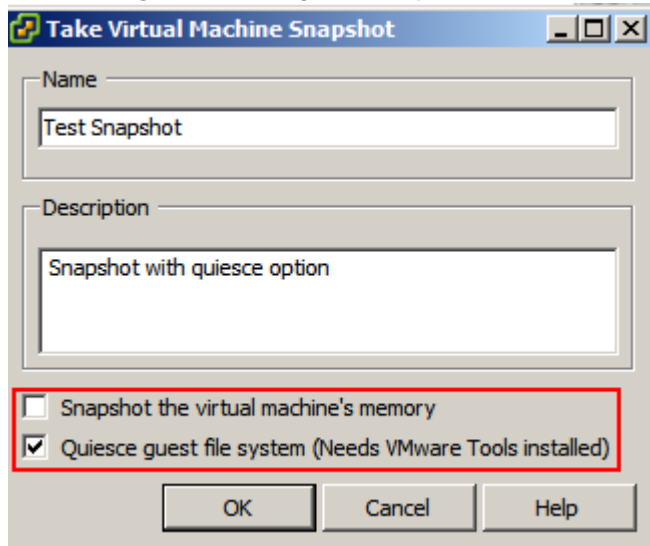 Take Virtual Machine Snapshot
Name
Test Snapshot
Description
Snapshot with quiesce option
Snapshot the virtual machine's memory
Quiesce guest file system (Needs VMware Tools installed)
OK
Cancel
Help